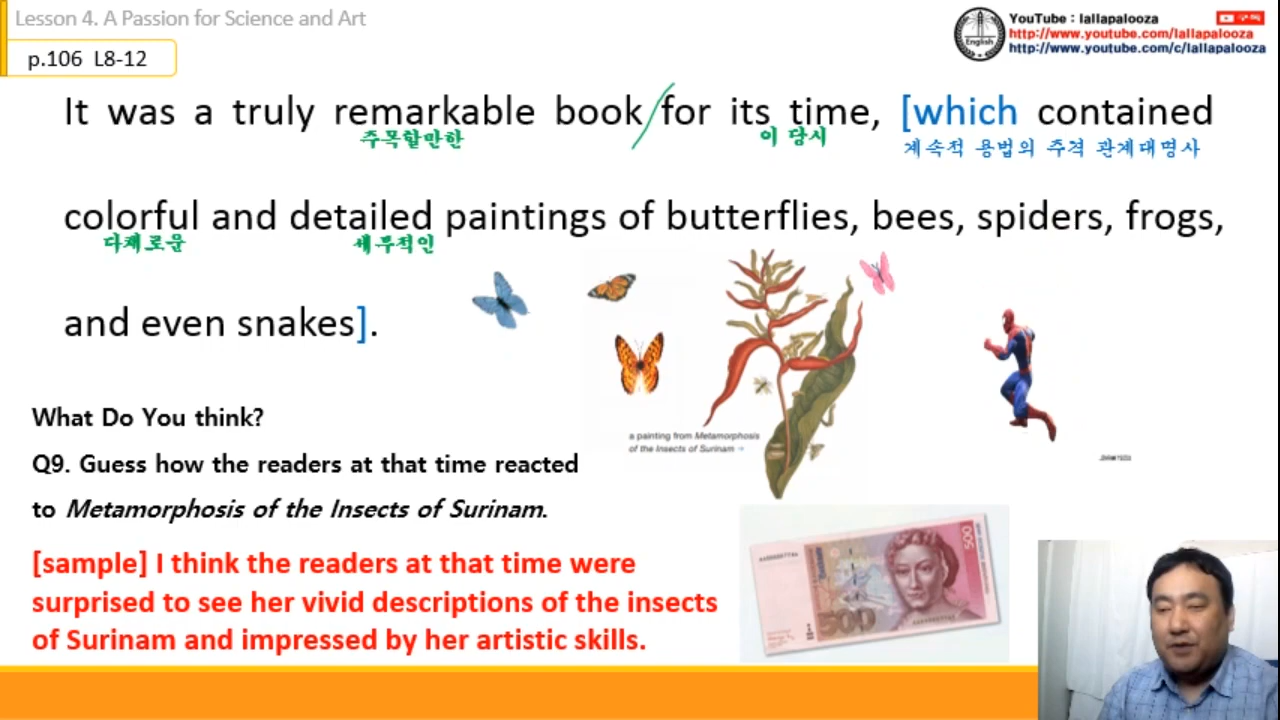 Lesson 4. A Passion for Science and Art
YouTube : lallapalooza
구독
http://www.youtube.com/lallapalooza
http://www.youtube.com/c/lallapalooza
English
p.106 L8-12
It was a truly remarkable book for its time, [which contained
주목할만한 이 당시 계속적 용법의 주격 관계대명사
colorful and detailed paintings of butterflies, bees, spiders, frogs,
다채로운 세부적인
and even snakes].
a painting from Metamorphosis
of the Insects of Surinam →
What Do You think?
Q9. Guess how the readers at that time reacted
to Metamorphosis of the Insects of Surinam.
[sample] I think the readers at that time were
surprised to see her vivid descriptions of the insects
of Surinam and impressed by her artistic skills.
500
500